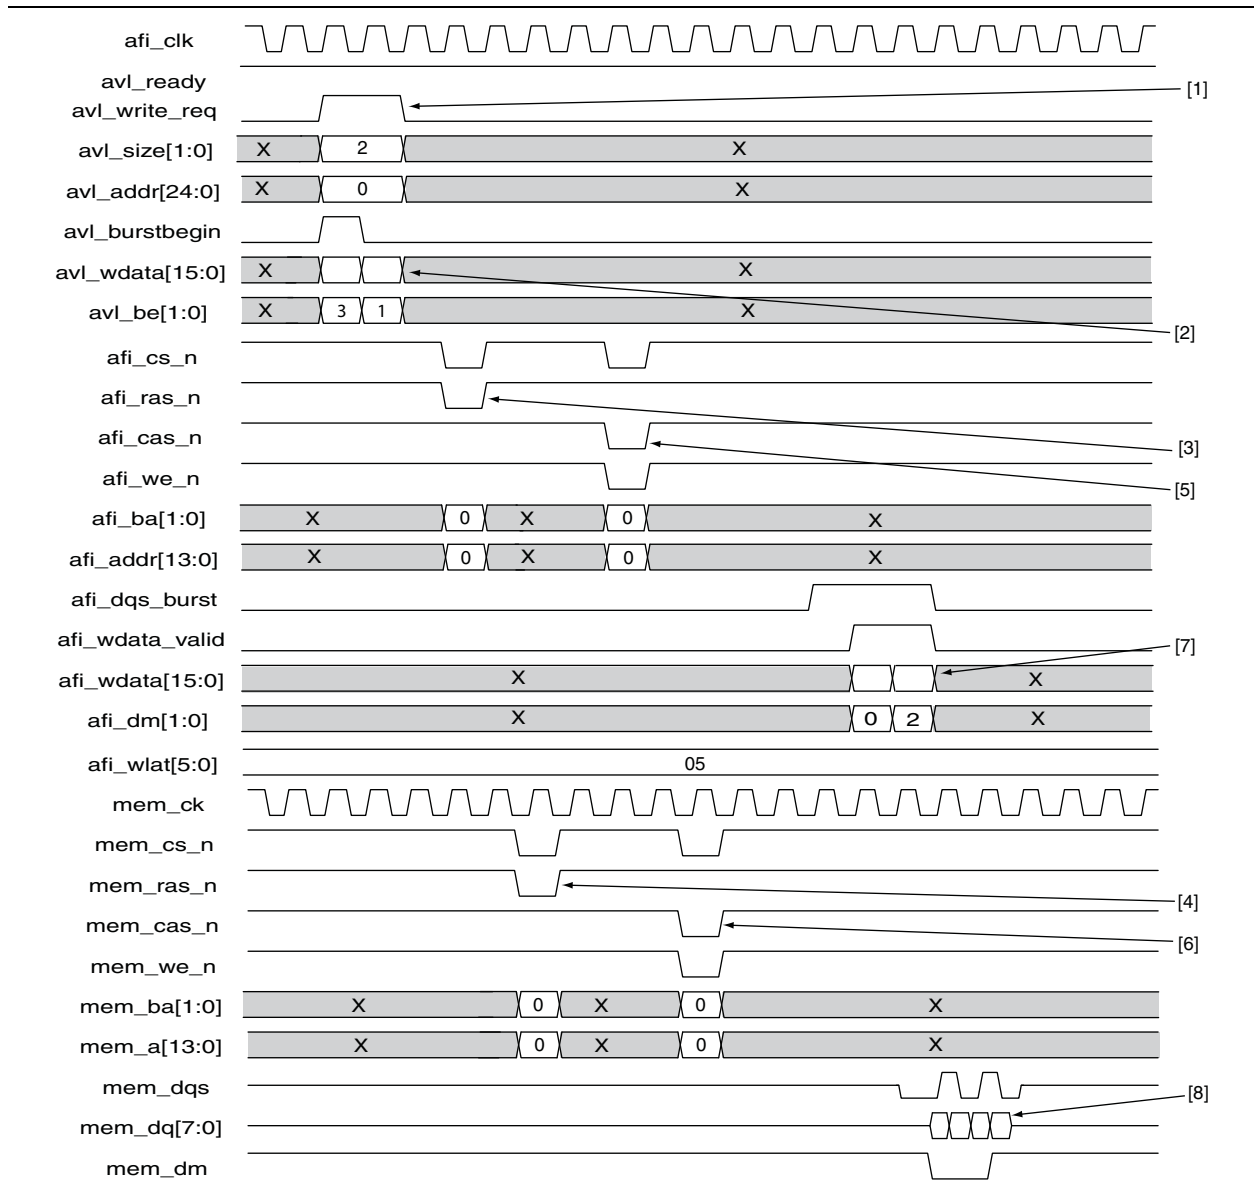 afi_clk
avl_ready
[1]
avl_write_req
avl_size[1:0] X 2 X
avl_addr[24:0] X 0 X
avl_burstbegin
avl_wdata[15:0] X X
avl_be[1:0] X 3 1 X
[2]
afi_cs_n
afi_ras_n
afi_cas_n
[3]
afi_we_n
[5]
afi_ba[1:0] X 0 X 0 X
afi_addr[13:0] X 0 X 0 X
afi_dqs_burst
afi_wdata_valid
[7]
afi_wdata[15:0] X X
afi_dm[1:0] X 0 2 X
afi_wlat[5:0] 05
mem_ck
mem_cs_n
mem_ras_n
[4]
mem_cas_n
[6]
mem_we_n
mem_ba[1:0] X 0 X 0 X
mem_a[13:0] X 0 X 0 X
mem_dqs
[8]
mem_dq[7:0]
mem_dm